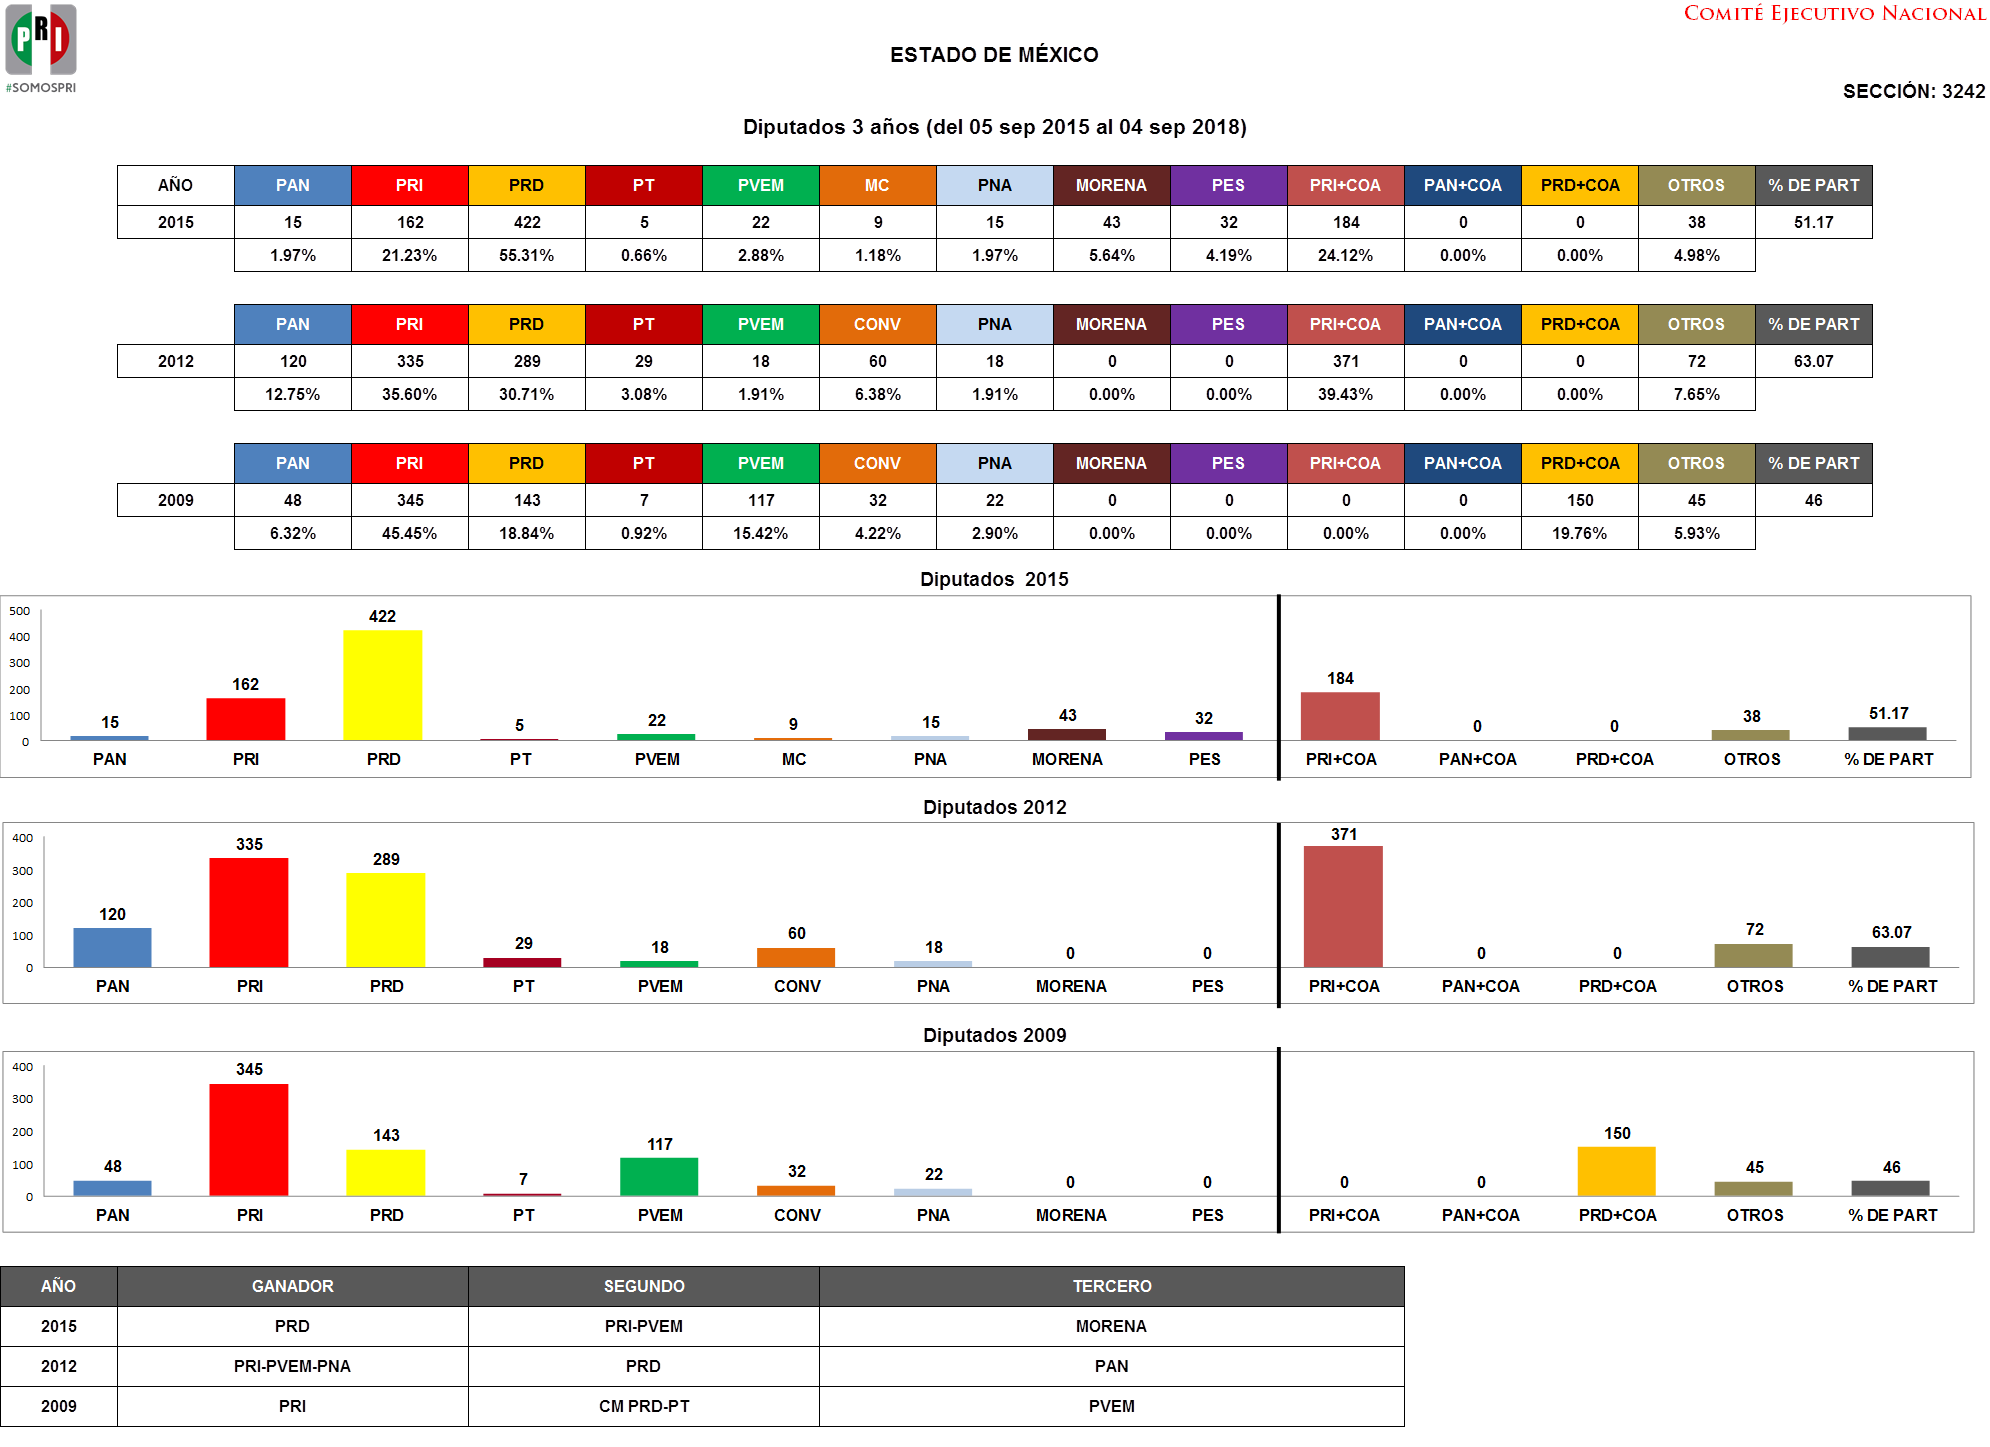 PRI
#SOMOSPRI
COMITÉ EJECUTIVO NACIONAL
ESTADO DE MÉXICO
SECCIÓN: 3242
Diputados 3 años (del 05 sep 2015 al 04 sep 2018)
AÑO PAN PRI PRD PT PVEM MC PNA MORENA PES PRI+COA PAN+COA PRD+COA OTROS % DE PART
2015 15 162 422 5 22 9 15 43 32 184 0 0 38 51.17
1.97% 21.23% 55.31% 0.66% 2.88% 1.18% 1.97% 5.64% 4.19% 24.12% 0.00% 0.00% 4.98%
PAN PRI PRD PT PVEM CONV PNA MORENA PES PRI+COA PAN+COA PRD+COA OTROS % DE PART
2012 120 335 289 29 18 60 18 0 0 371 0 0 72 63.07
12.75% 35.60% 30.71% 3.08% 1.91% 6.38% 1.91% 0.00% 0.00% 39.43% 0.00% 0.00% 7.65%
PAN PRI PRD PT PVEM CONV PNA MORENA PES PRI+COA PAN+COA PRD+COA OTROS % DE PART
2009 48 345 143 7 117 32 22 0 0 0 0 150 45 46
6.32% 45.45% 18.84% 0.92% 15.42% 4.22% 2.90% 0.00% 0.00% 0.00% 0.00% 19.76% 5.93%
Diputados 2015
500
400
300
200
100
0
15 162 422 5 22 9 15 43 32 184 0 0 38 51.17
PAN PRI PRD PT PVEM MC PNA MORENA PES PRI+COA PAN+COA PRD+COA OTROS % DE PART
Diputados 2012
400
300
200
100
0
120 335 289 29 18 60 18 0 0 371 0 0 72 63.07
PAN PRI PRD PT PVEM CONV PNA MORENA PES PRI+COA PAN+COA PRD+COA OTROS % DE PART
Diputados 2009
400
300
200
100
0
48 345 143 7 117 32 22 0 0 0 0 150 45 46
PAN PRI PRD PT PVEM CONV PNA MORENA PES PRI+COA PAN+COA PRD+COA OTROS % DE PART
AÑO GANADOR SEGUNDO TERCERO
2015 PRD PRI-PVEM MORENA
2012 PRI-PVEM-PNA PRD PAN
2009 PRI CM PRD-PT PVEM